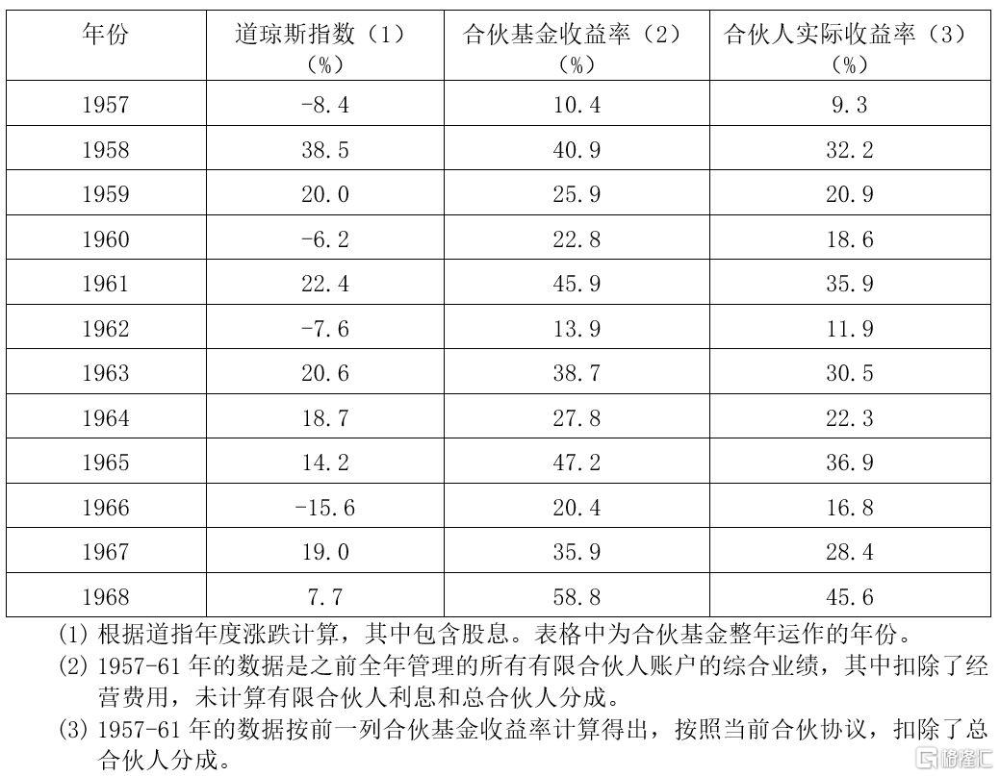 年份 道琼斯指数（1） 合伙基金收益率（2） 合伙人实际收益率（3）
（%） （%） （%）
1957 -8.4 10.4 9.3
1958 38.5 40.9 32.2
1959 20.0 25.9 20.9
1960 -6.2 22.8 18.6
1961 22.4 45.9 35.9
1962 -7.6 13.9 11.9
1963 20.6 38.7 30.5
1964 18.7 27.8 22.3
1965 14.2 47.2 36.9
1966 -15.6 20.4 16.8
1967 19.0 35.9 28.4
1968 7.7 58.8 45.6
(1) 根据道指年度涨跌计算，其中包含股息。表格中为合伙基金整年运作的年份。
(2) 1957-61 年的数据是之前全年管理的所有有限合伙人账户的综合业绩，其中扣除了经
营费用，未计算有限合伙人利息和总合伙人分成。
(3) 1957-61 年的数据按前一列合伙基金收益率计算得出，按照当前合伙协议，扣除了总
合伙人分成。
格隆汇